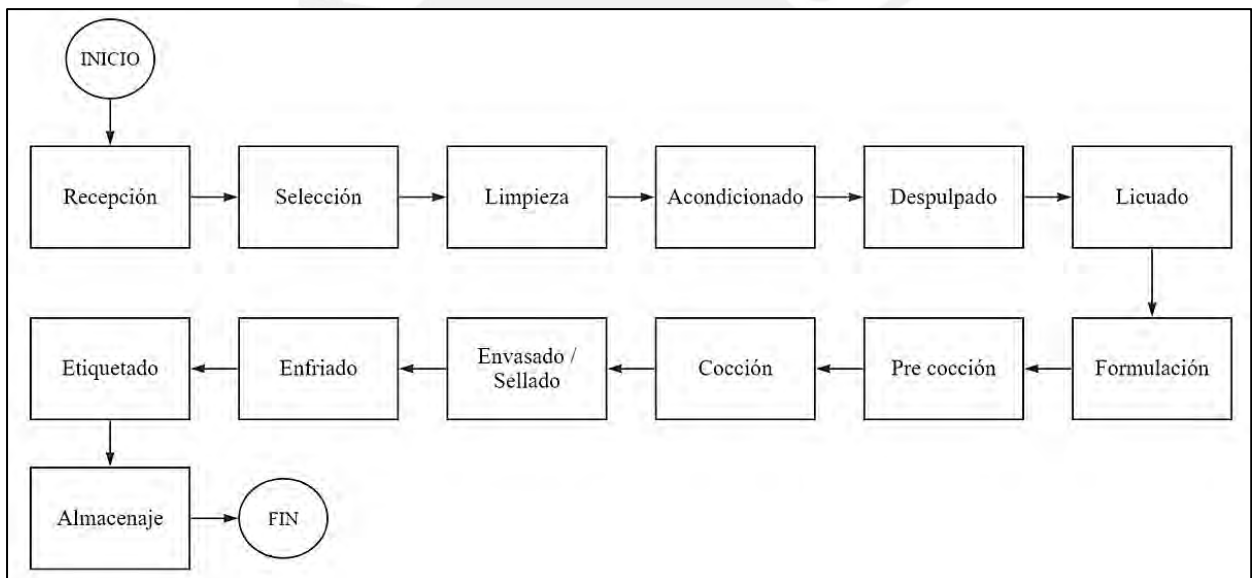 INICIO
Recepción
Selección
Limpieza
Acondicionado
Despulpado
Licuado
Formulación
Pre cocción
Cocción
Envasado /
Sellado
Enfriado
Etiquetado
Almacenaje
FIN